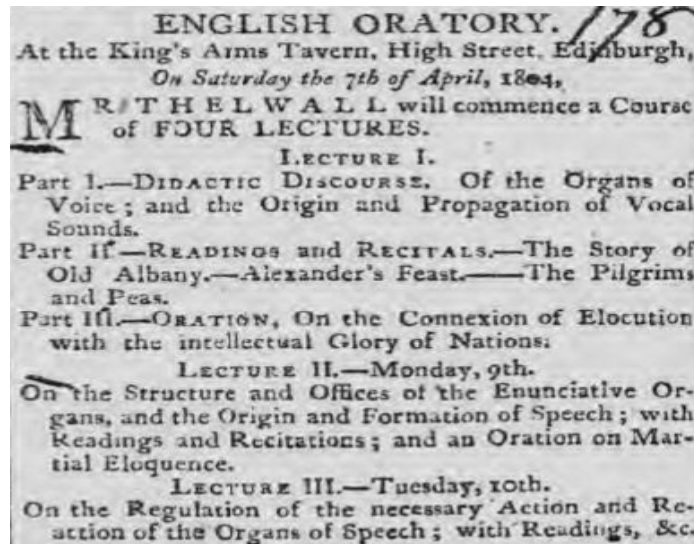 ENGLISH ORATORY. 178
At the King's Arms Tavern, High Street, Edinburgh,
On Saturday the 7th of April, 1804,
MR. THELWALL will commence a Course
of FOUR LECTURES.
LECTURE I.
Part I.—DIDACTIC DISCOURSE. Of the Organs of
Voice; and the Origin and Propagation of Vocal
Sounds.
Part II—READINGS and RECITALS.—The Story of
Old Albany.—Alexander's Feast.——The Pilgrims
and Peas.
Part III.—ORATION, On the Connexion of Elocution
with the intellectual Glory of Nations.
LECTURE II.—Monday, 9th.
On the Structure and Offices of the Enunciative Or-
gans, and the Origin and Formation of Speech; with
Readings and Recitations; and an Oration on Mar-
tial Eloquence.
LECTURE III.—Tuesday, 10th.
On the Regulation of the necessary Action and Re-
action of the Organs of Speech; with Readings, &c.